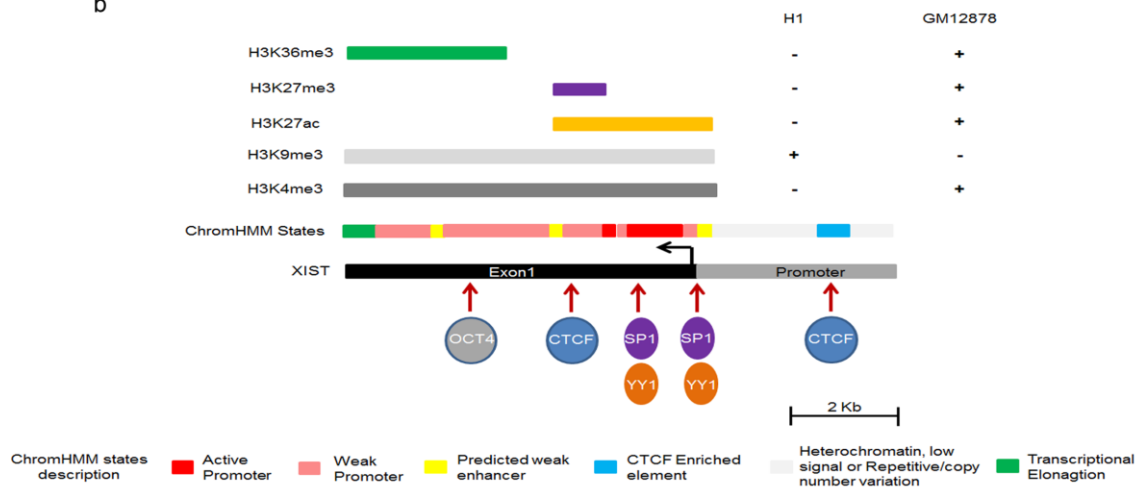 b
H1 GM12878
H3K36me3 - +
H3K27me3 - +
H3K27ac - +
H3K9me3 + -
H3K4me3 - +
ChromHMM States
XIST Exon1 Promoter
OCT4 CTCF SP1 SP1 CTCF
YY1 YY1
2 Kb
ChromHMM states
description
Active
Promoter
Weak
Promoter
Predicted weak
enhancer
CTCF Enriched
element
Heterochromatin, low
signal or Repetitive/copy
number variation
Transcriptional
Elonagtion